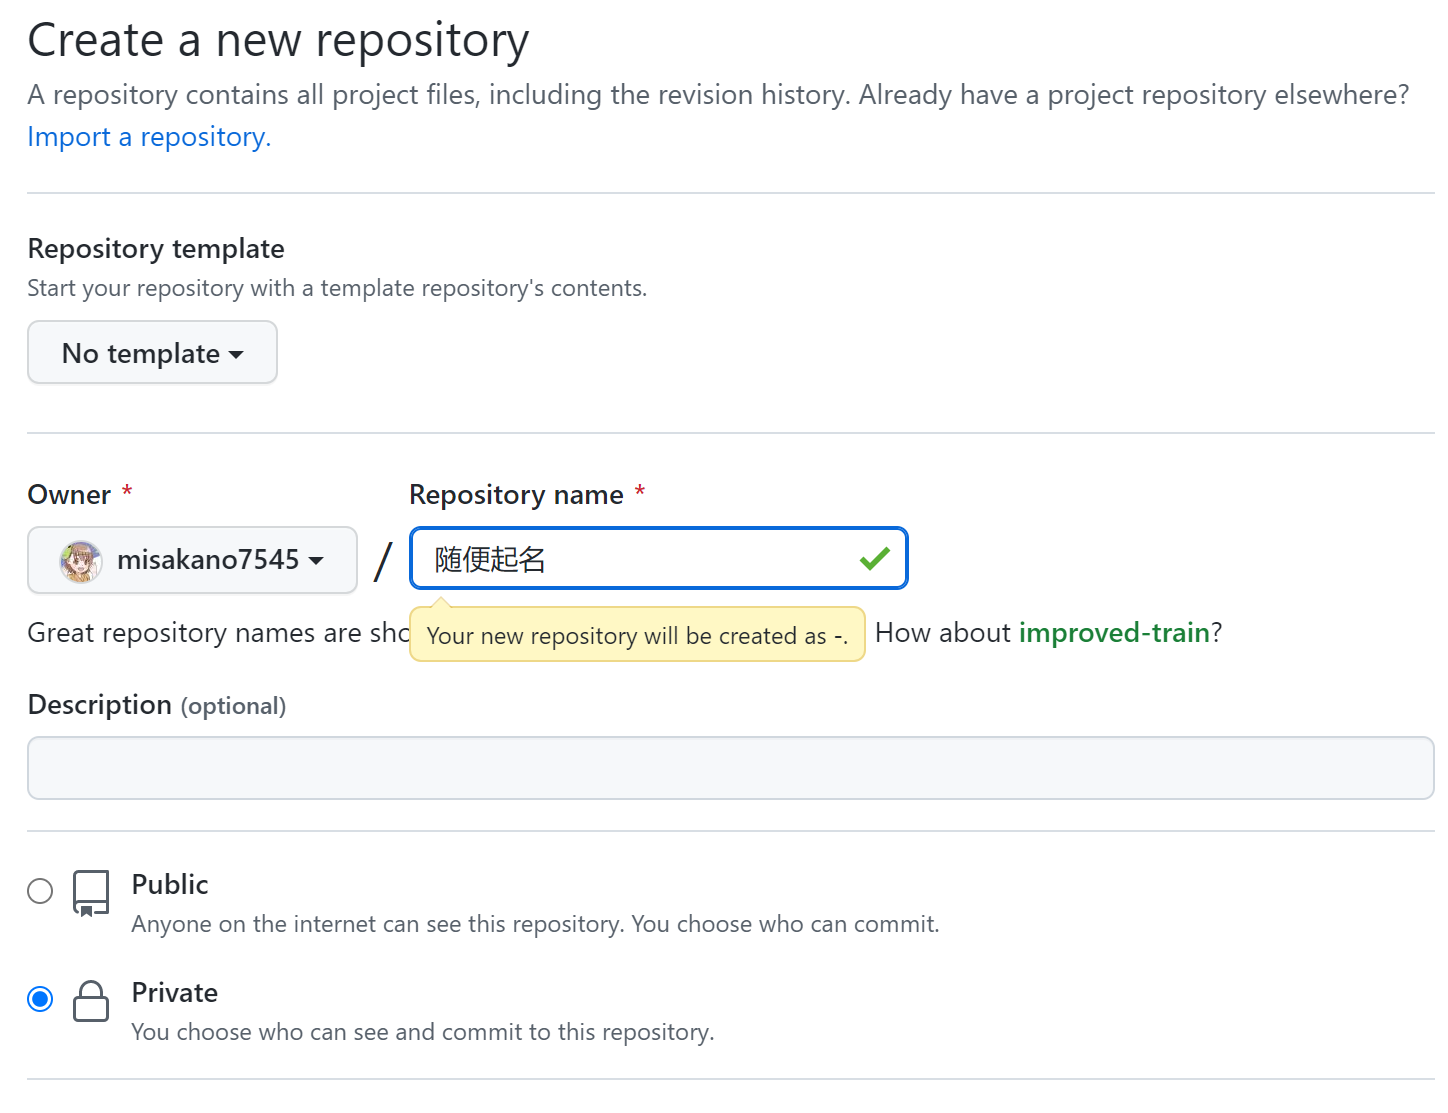 Create a new repository
A repository contains all project files, including the revision history. Already have a project repository elsewhere?
Import a repository.
Repository template
Start your repository with a template repository's contents.
No template
Owner *
Repository name *
misakano7545
/
随便起名
Great repository names are sho
Your new repository will be created as -.
How about improved-train?
Description (optional)
Public
Anyone on the internet can see this repository. You choose who can commit.
Private
You choose who can see and commit to this repository.